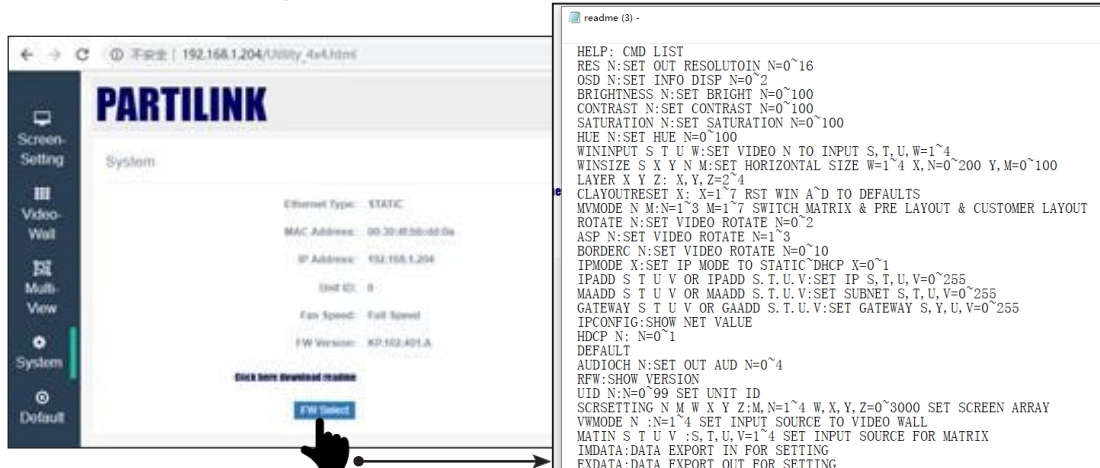 不安全 | 192.168.1.204/Utility_4x4.html
PARTILINK
Screen-
Setting
Video-
Wall
Multi-
View
System
Default
System
Ethernet Type: STATIC
MAC Address:
IP Address: 192.168.1.204
Unit ID: 0
Fan Speed: Full Speed
FW Version: KP.102.401.A
Click here download readme
FW Select
readme (3) -
HELP: CMD LIST
RES N:SET OUT RESOLUTOIN N=0~16
OSD N:SET INFO DISP N=0~2
BRIGHTNESS N:SET BRIGHT N=0~100
CONTRAST N:SET CONTRAST N=0~100
SATURATION N:SET SATURATION N=0~100
HUE N:SET HUE N=0~100
WININPUT S T U W:SET VIDEO N TO INPUT S,T,U,W=1~4
WINSIZE S X Y N M:SET HORIZONTAL SIZE W=1~4 X,N=0~200 Y,M=0~100
LAYER X Y Z: X,Y,Z=2~4
CLAYOUTRESET X: X=1~7 RST WIN A~D TO DEFAULTS
MVMODE N M:N=1~3 M=1~7 SWITCH MATRIX & PRE LAYOUT & CUSTOMER LAYOUT
ROTATE N:SET VIDEO ROTATE N=0~2
ASP N:SET VIDEO ROTATE N=1~3
BORDERC N:SET VIDEO ROTATE N=0~10
IPMODE X:SET IP MODE TO STATIC~DHCP X=0~1
IPADD S T U V OR IPADD S.T.U.V:SET IP S,T,U,V=0~255
MAADD S T U V OR MAADD S.T.U.V:SET SUBNET S,T,U,V=0~255
GATEWAY S T U V OR GAADD S.T.U.V:SET GATEWAY S,Y,U,V=0~255
IPCONFIG:SHOW NET VALUE
HDCP N: N=0~1
DEFAULT
AUDIOCH N:SET OUT AUD N=0~4
RFW:SHOW VERSION
UID N:N=0~99 SET UNIT ID
SCRSETTING N M W X Y Z:M,N=1~4 W,X,Y,Z=0~3000 SET SCREEN ARRAY
VWMODE N :N=1~4 SET INPUT SOURCE TO VIDEO WALL
MATIN S T U V :S,T,U,V=1~4 SET INPUT SOURCE FOR MATRIX
IMDATA:DATA EXPORT IN FOR SETTING
EXDATA:DATA EXPORT OUT FOR SETTING